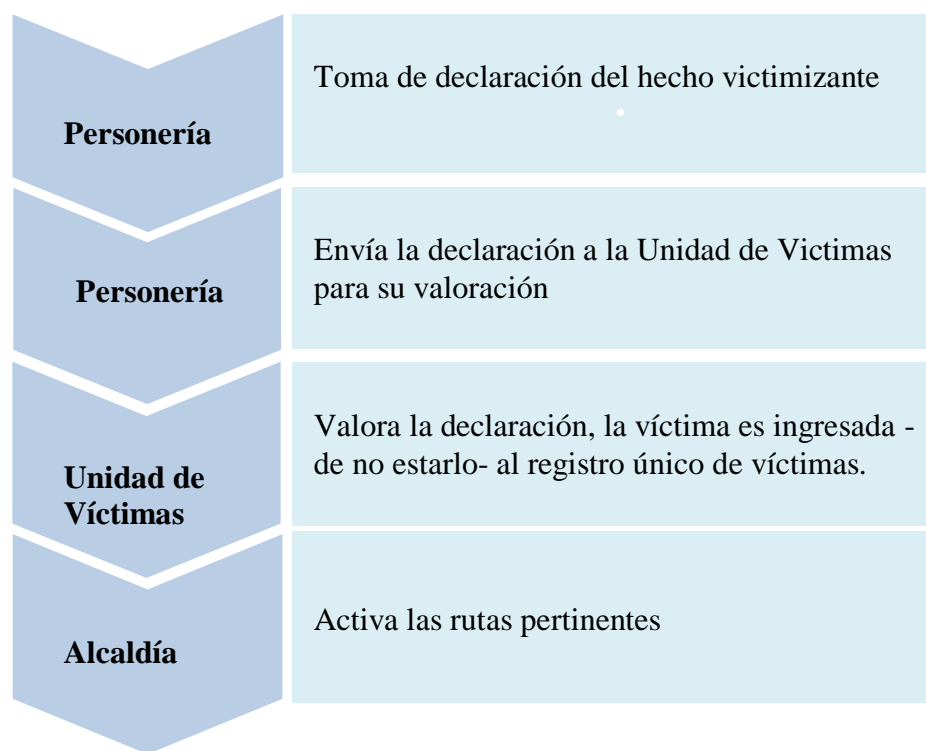 Personería
Toma de declaración del hecho victimizante
Personería
Envía la declaración a la Unidad de Victimas
para su valoración
Unidad de
Víctimas
Valora la declaración, la víctima es ingresada -
de no estarlo- al registro único de víctimas.
Alcaldía
Activa las rutas pertinentes